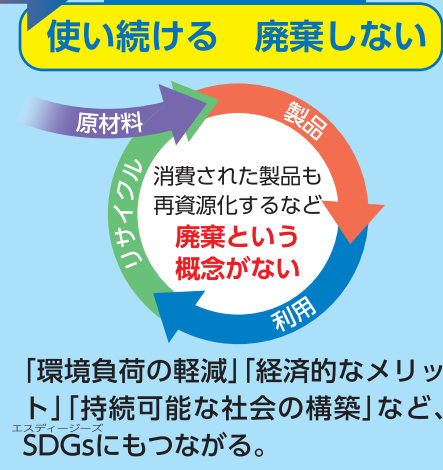 使い続ける　廃棄しない
原材料
製品
利用
リサイクル
消費された製品も
再資源化するなど
廃棄という
概念がない
「環境負荷の軽減」「経済的なメリッ
ト」「持続可能な社会の構築」など、
エスディージーズ
SDGsにもつながる。